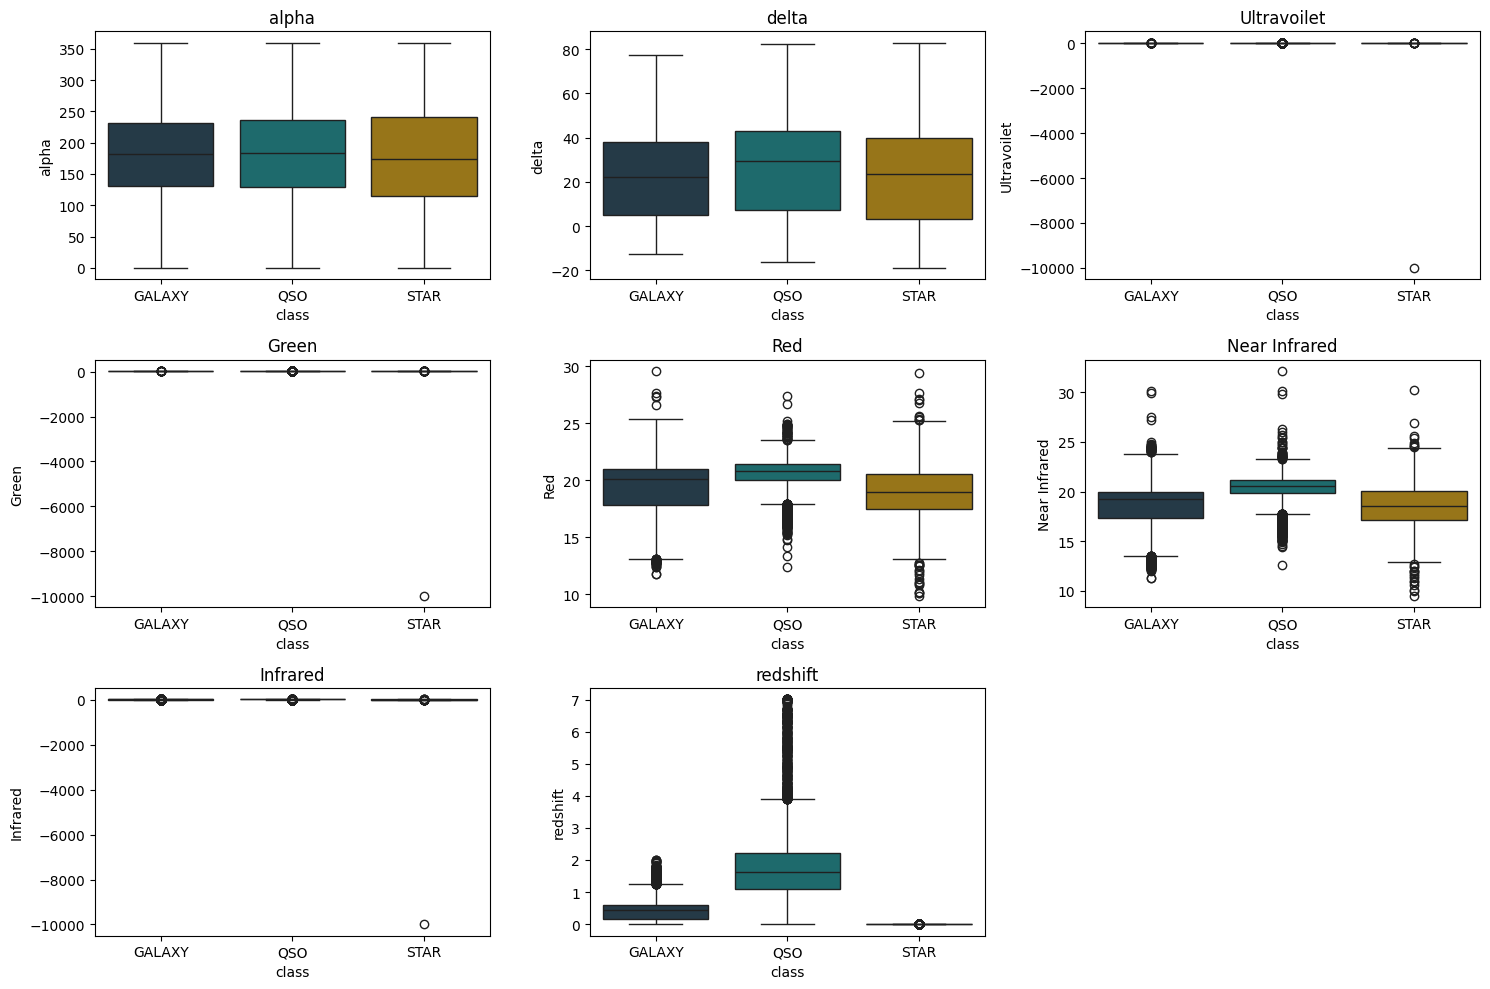 alpha
alpha
350
300
250
200
150
100
50
0
GALAXY QSO STAR
class
delta
delta
80
60
40
20
0
−20
GALAXY QSO STAR
class
Ultravoilet
Ultravoilet
0
−2000
−4000
−6000
−8000
−10000
GALAXY QSO STAR
class
Green
Green
0
−2000
−4000
−6000
−8000
−10000
GALAXY QSO STAR
class
Red
Red
30
25
20
15
10
GALAXY QSO STAR
class
Near Infrared
Near Infrared
30
25
20
15
10
GALAXY QSO STAR
class
Infrared
Infrared
0
−2000
−4000
−6000
−8000
−10000
GALAXY QSO STAR
class
redshift
redshift
7
6
5
4
3
2
1
0
GALAXY QSO STAR
class